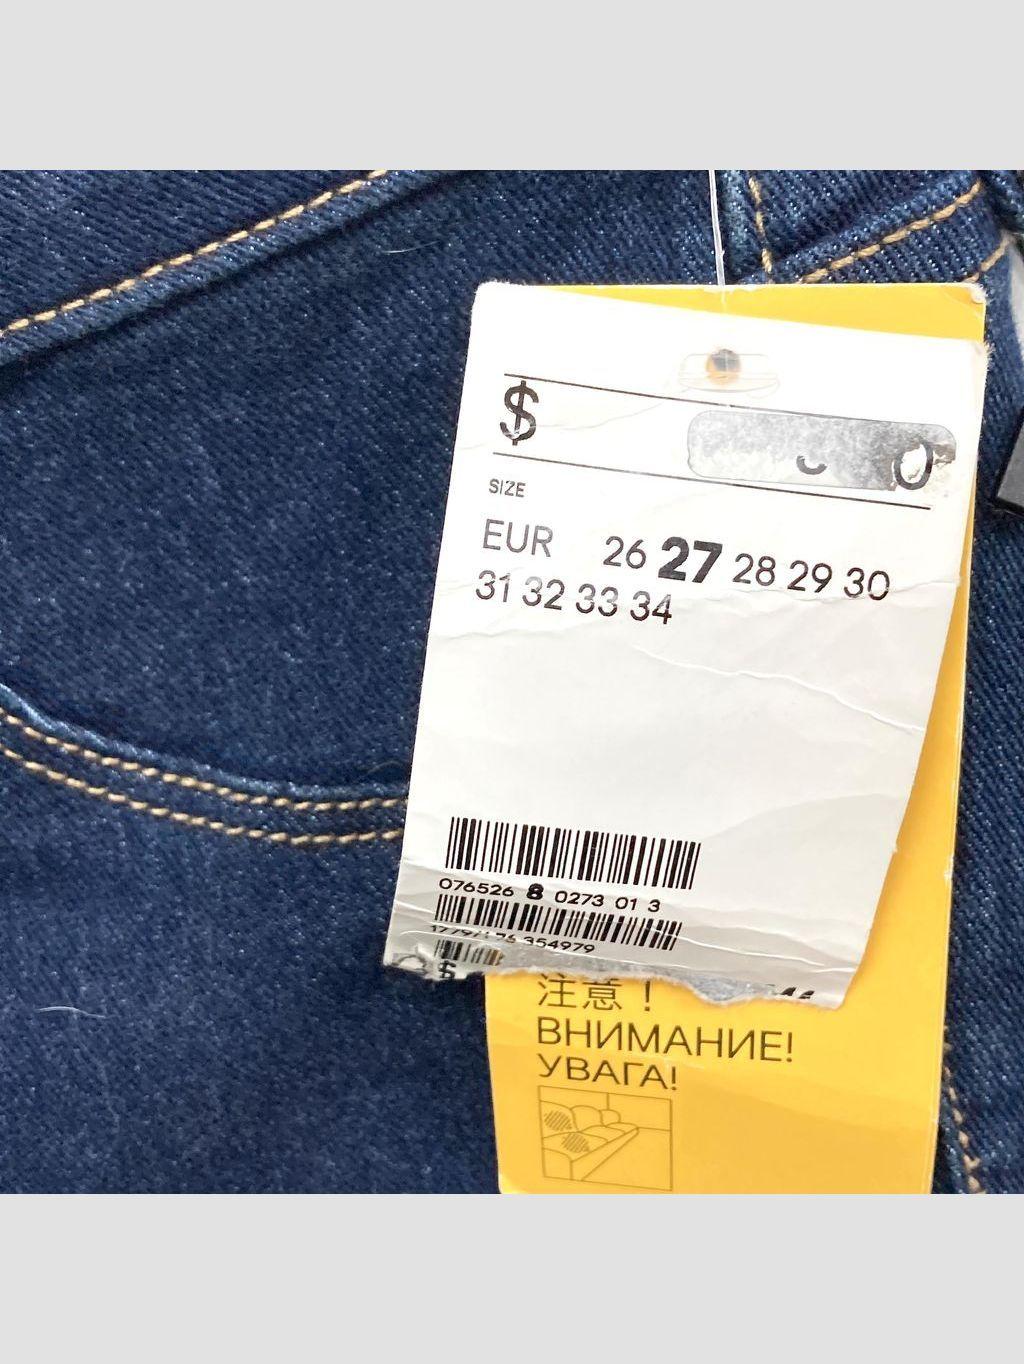 $
SIZE
EUR 26 27 28 29 30
31 32 33 34
076526 8 0273 01 3
354979
$
注意！
ВНИМАНИЕ!
УВАГА!